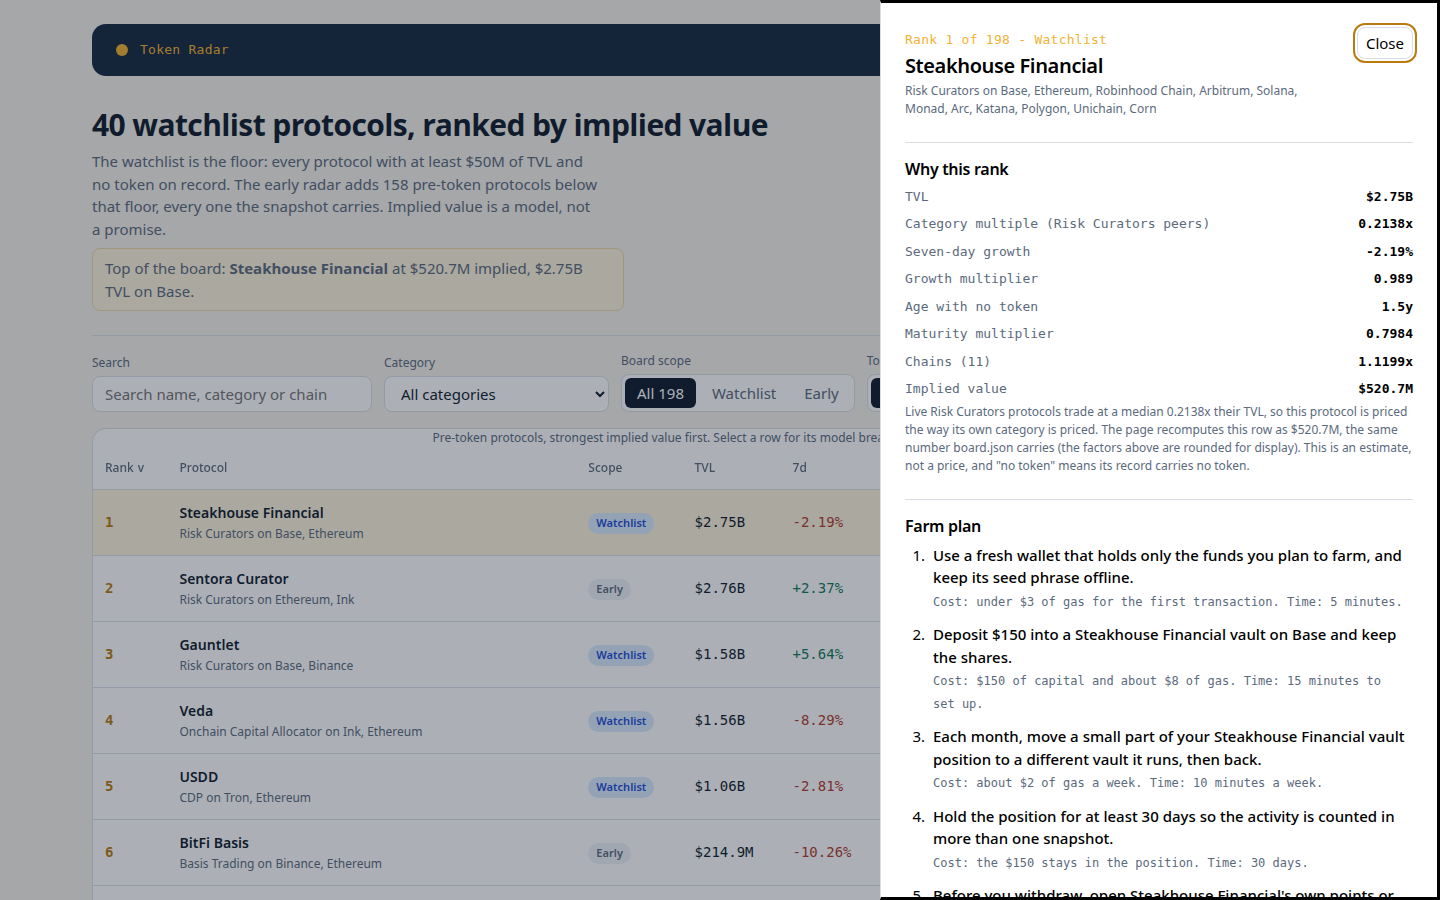 Token Radar
40 watchlist protocols, ranked by implied value
The watchlist is the floor: every protocol with at least $50M of TVL and
no token on record. The early radar adds 158 pre-token protocols below
that floor, every one the snapshot carries. Implied value is a model, not
a promise.
Top of the board: Steakhouse Financial at $520.7M implied, $2.75B
TVL on Base.
Search
Category
Board scope
To
Search name, category or chain
All categories
All 198
Watchlist
Early
Pre-token protocols, strongest implied value first. Select a row for its model brea
Rank v
Protocol
Scope
TVL
7d
1
Steakhouse Financial
Risk Curators on Base, Ethereum
Watchlist
$2.75B
-2.19%
2
Sentora Curator
Risk Curators on Ethereum, Ink
Early
$2.76B
+2.37%
3
Gauntlet
Risk Curators on Base, Binance
Watchlist
$1.58B
+5.64%
4
Veda
Onchain Capital Allocator on Ink, Ethereum
Watchlist
$1.56B
-8.29%
5
USDD
CDP on Tron, Ethereum
Watchlist
$1.06B
-2.81%
6
BitFi Basis
Basis Trading on Binance, Ethereum
Early
$214.9M
-10.26%
Rank 1 of 198 - Watchlist
Close
Steakhouse Financial
Risk Curators on Base, Ethereum, Robinhood Chain, Arbitrum, Solana,
Monad, Arc, Katana, Polygon, Unichain, Corn
Why this rank
TVL $2.75B
Category multiple (Risk Curators peers) 0.2138x
Seven-day growth -2.19%
Growth multiplier 0.989
Age with no token 1.5y
Maturity multiplier 0.7984
Chains (11) 1.1199x
Implied value $520.7M
Live Risk Curators protocols trade at a median 0.2138x their TVL, so this protocol is priced
the way its own category is priced. The page recomputes this row as $520.7M, the same
number board.json carries (the factors above are rounded for display). This is an estimate,
not a price, and "no token" means its record carries no token.
Farm plan
1. Use a fresh wallet that holds only the funds you plan to farm, and
keep its seed phrase offline.
Cost: under $3 of gas for the first transaction. Time: 5 minutes.
2. Deposit $150 into a Steakhouse Financial vault on Base and keep
the shares.
Cost: $150 of capital and about $8 of gas. Time: 15 minutes to
set up.
3. Each month, move a small part of your Steakhouse Financial vault
position to a different vault it runs, then back.
Cost: about $2 of gas a week. Time: 10 minutes a week.
4. Hold the position for at least 30 days so the activity is counted in
more than one snapshot.
Cost: the $150 stays in the position. Time: 30 days.
5. Before you withdraw, open Steakhouse Financial's own points or